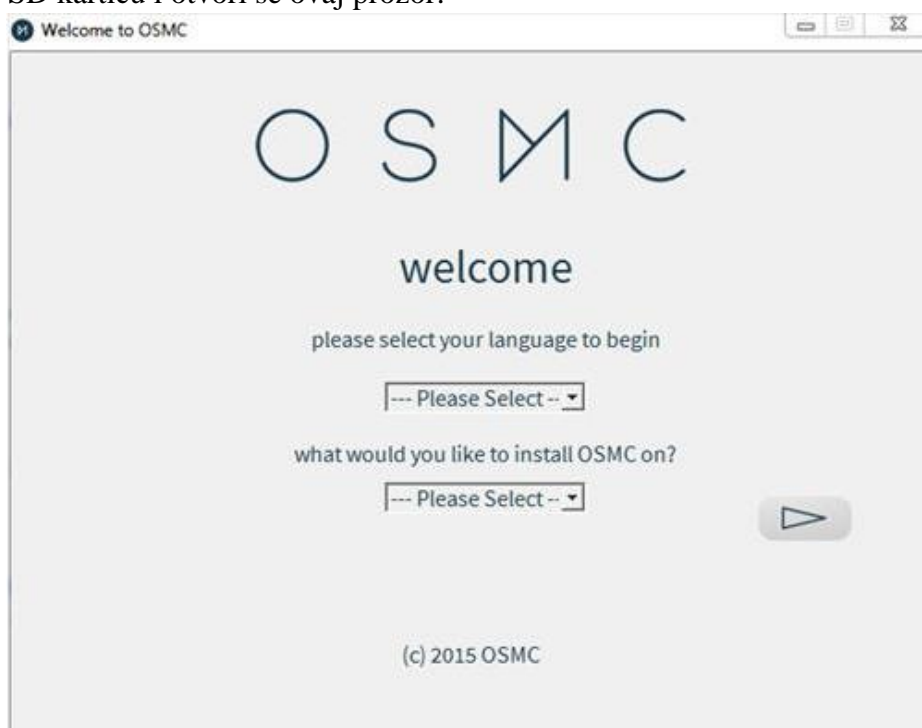 SD karticu i otvori se ovaj prozor:
Welcome to OSMC
OSMC
welcome
please select your language to begin
--- Please Select --
what would you like to install OSMC on?
--- Please Select --
(c) 2015 OSMC